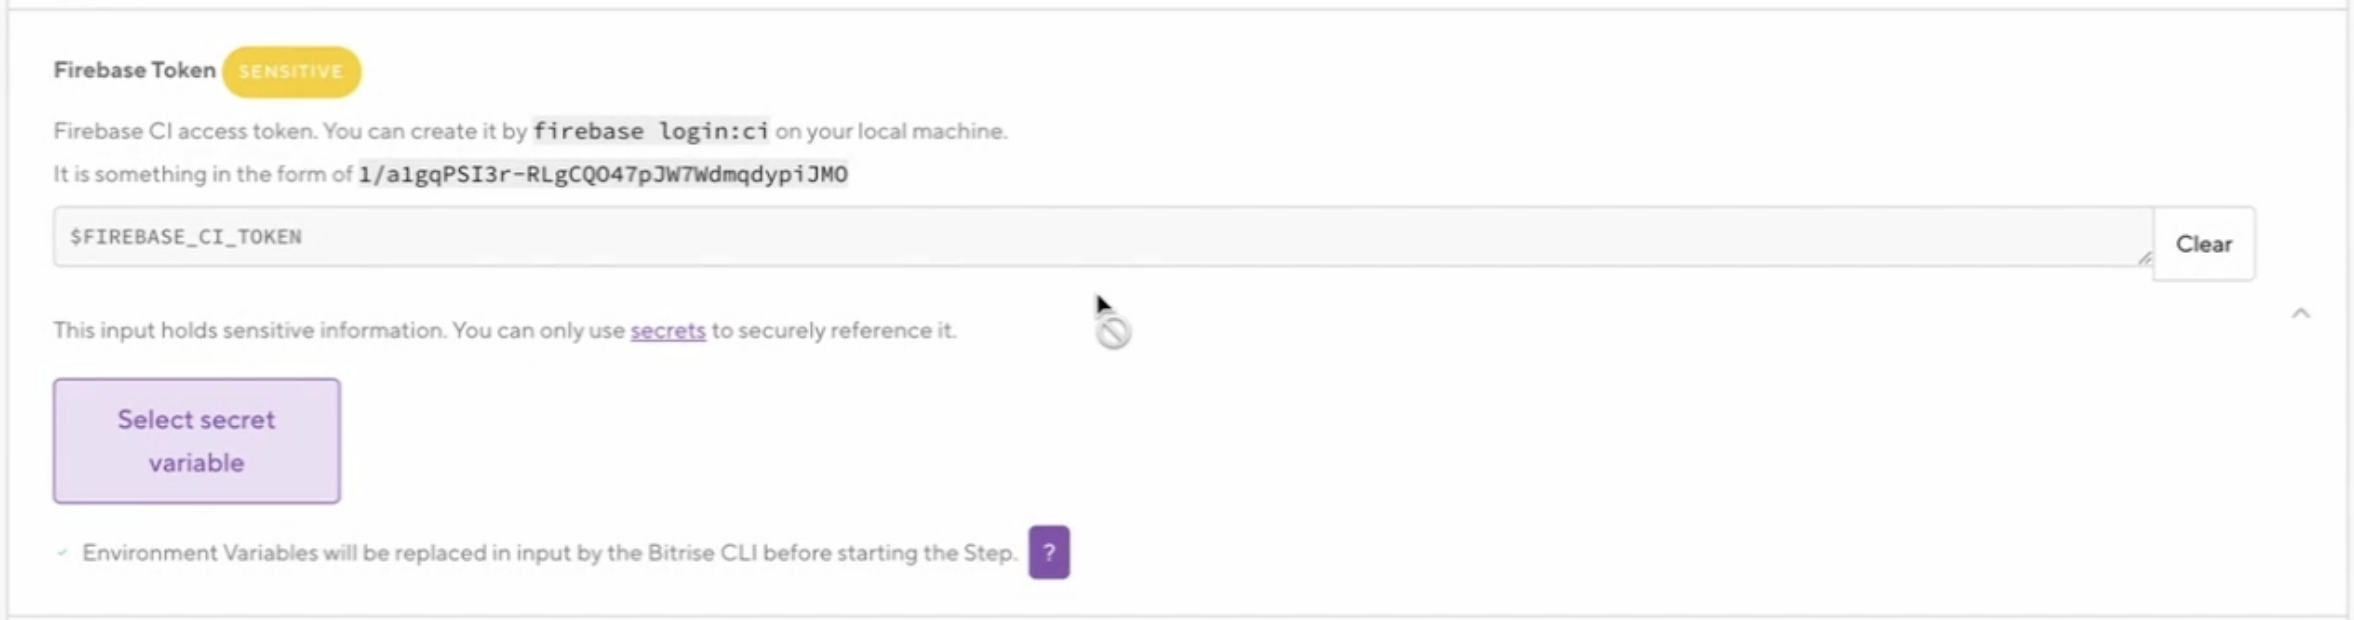 Firebase Token SENSITIVE
Firebase CI access token. You can create it by firebase login:ci on your local machine.
It is something in the form of 1/a1gqPSI3r-RLgCQO47pJW7WdmqdypiJMO
$FIREBASE_CI_TOKEN
Clear
This input holds sensitive information. You can only use secrets to securely reference it.
Select secret
variable
Environment Variables will be replaced in input by the Bitrise CLI before starting the Step. ?